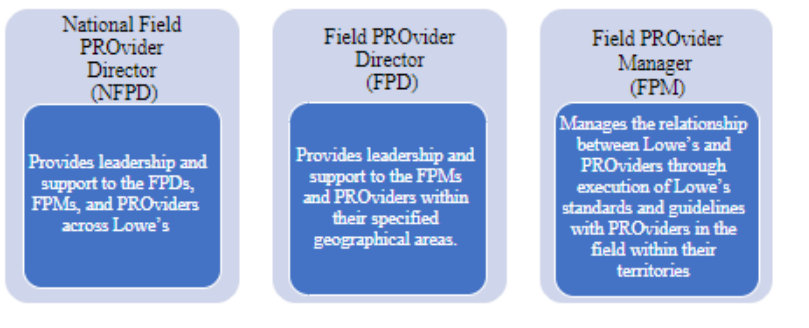 National Field
PROvider
Director
(NFPD)
Provides leadership and
support to the FPDs,
FPMs, and PROviders
across Lowe's
Field PROvider
Director
(FPD)
Provides leadership and
support to the FPMs
and PROviders within
their specified
geographical areas.
Field PROvider
Manager
(FPM)
Manages the relationship
between Lowe's and
PROviders through
execution of Lowe's
standards and guidelines
with PROviders in the
field within their
territories